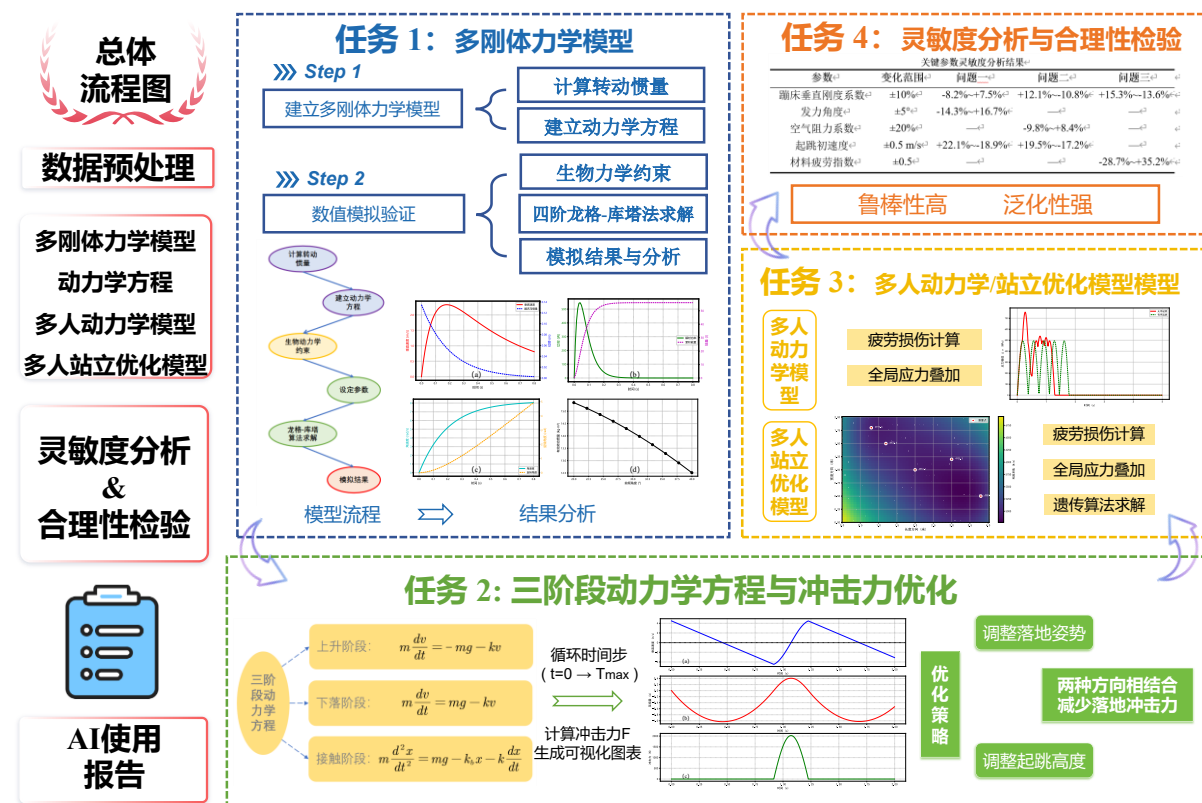 总体
流程图
数据预处理
多刚体力学模型
动力学方程
多人动力学模型
多人站立优化模型
灵敏度分析
&
合理性检验
AI使用
报告
任务 1：多刚体力学模型
Step 1
建立多刚体力学模型
计算转动惯量
建立动力学方程
Step 2
数值模拟验证
生物力学约束
四阶龙格-库塔法求解
模拟结果与分析
计算转动
惯量
建立动力学
方程
生物动力学
约束
设定参数
龙格-库塔
算法求解
模拟结果
(a)
(b)
(c)
(d)
模型流程
结果分析
任务 4：灵敏度分析与合理性检验
关键参数灵敏度分析结果
参数 变化范围 问题一 问题二 问题三
蹦床垂直刚度系数 ±10% -8.2%~+7.5% +12.1%~-10.8% +15.3%~-13.6%
发力角度 ±5° -14.3%~+16.7% — —
空气阻力系数 ±20% — -9.8%~+8.4% —
起跳初速度 ±0.5 m/s +22.1%~-18.9% +19.5%~-17.2% —
材料疲劳指数 ±0.5 — — -28.7%~+35.2%
鲁棒性高 泛化性强
任务 3：多人动力学/站立优化模型模型
多人
动力
学模
型
疲劳损伤计算
全局应力叠加
多人
站立
优化
模型
疲劳损伤计算
全局应力叠加
遗传算法求解
任务 2: 三阶段动力学方程与冲击力优化
三阶
段动
力学
方程
上升阶段： m dv/dt = -mg - kv
下落阶段： m dv/dt = mg - kv
接触阶段： m d²x/dt² = mg - k_b x - k dx/dt
循环时间步
( t=0 → Tmax )
计算冲击力F
生成可视化图表
(a)
(b)
(c)
优
化
策
略
调整落地姿势
两种方向相结合
减少落地冲击力
调整起跳高度